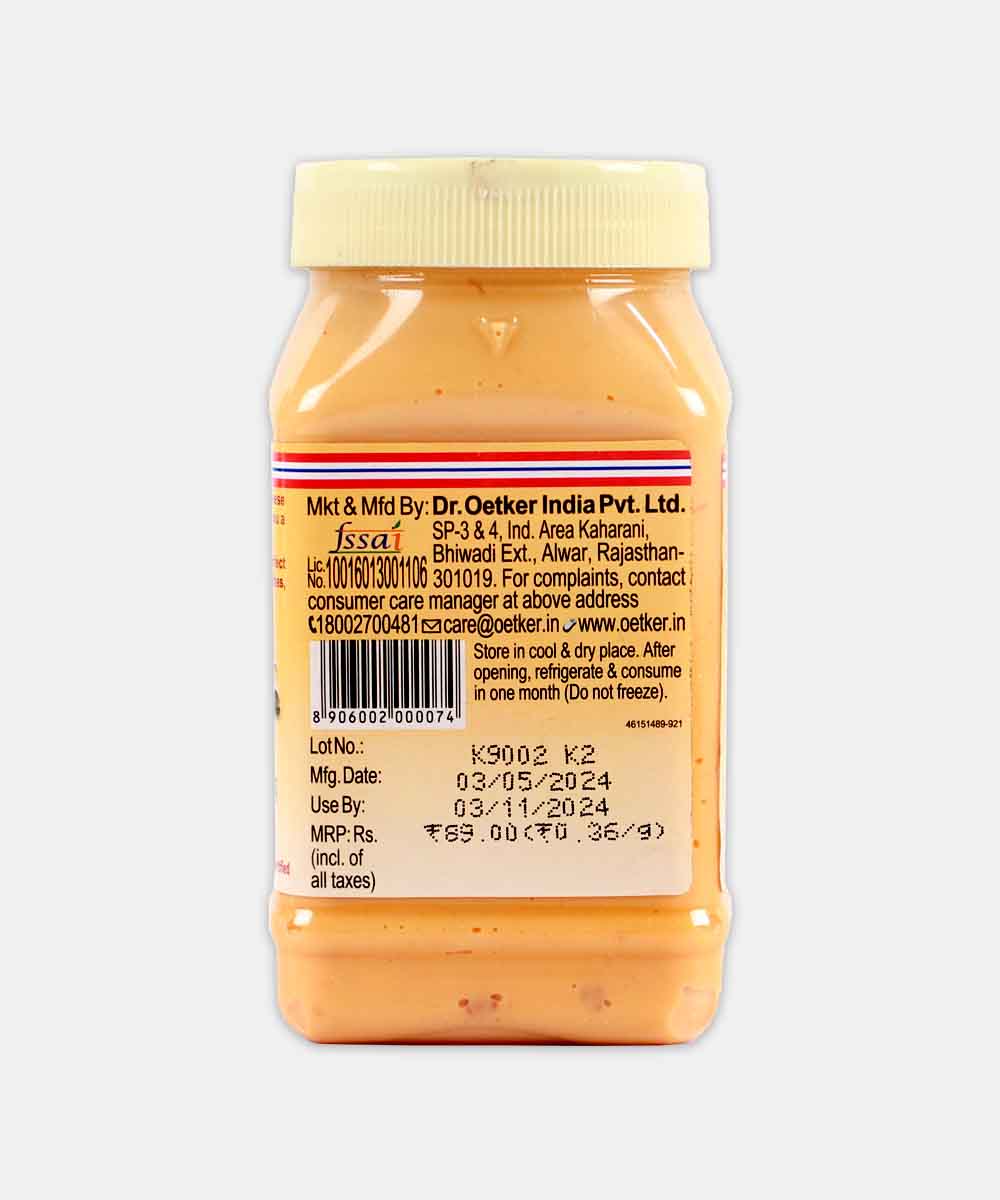 Mkt & Mfd By: Dr. Oetker India Pvt. Ltd.
fssai
SP-3 & 4, Ind. Area Kaharani,
Bhiwadi Ext., Alwar, Rajasthan-
Lic. No. 10016013001106
301019. For complaints, contact
consumer care manager at above address
18002700481 care@oetker.in www.oetker.in
Store in cool & dry place. After
opening, refrigerate & consume
in one month (Do not freeze).
8 906002 000074
46151489-921
Lot No.: K9002 K2
Mfg. Date: 03/05/2024
Use By: 03/11/2024
MRP: Rs. ₹89.00(₹0.36/g)
(incl. of
all taxes)